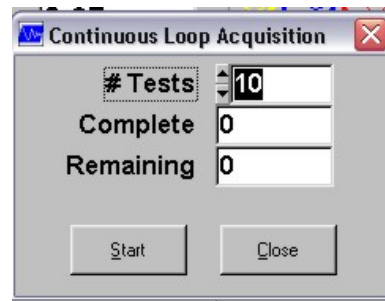 Continuous Loop Acquisition
# Tests 10
Complete 0
Remaining 0
Start Close